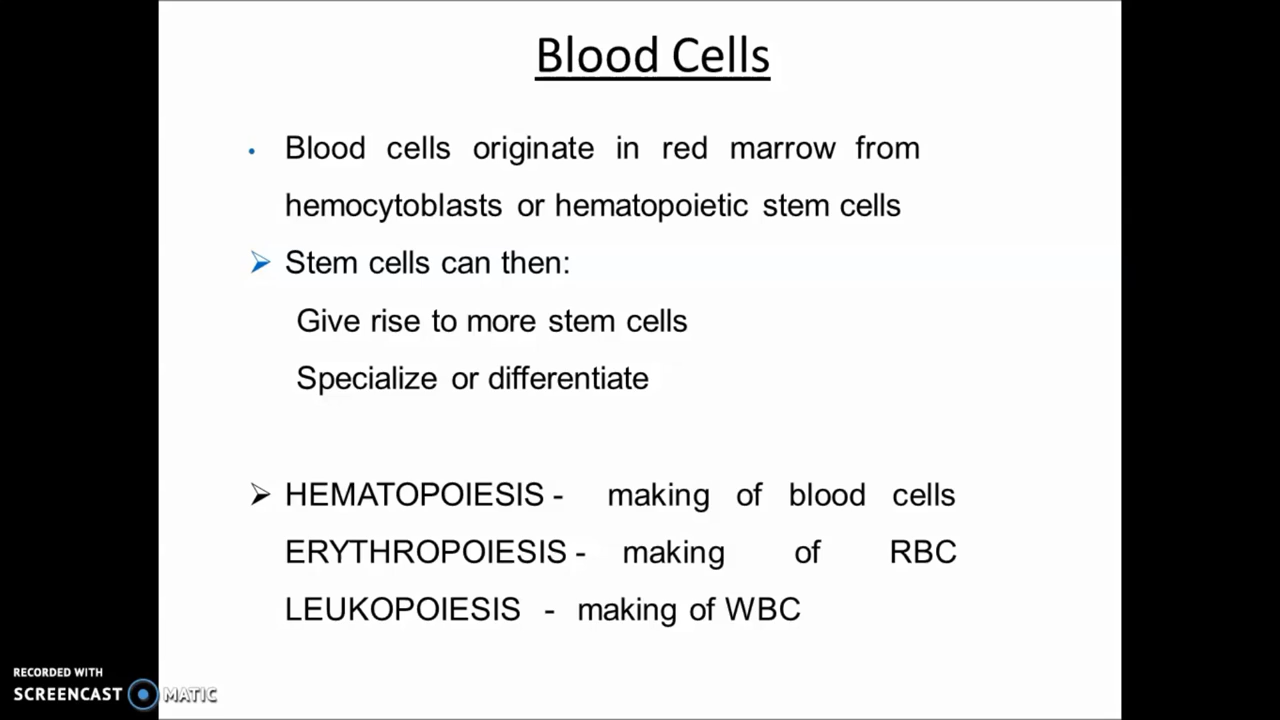 Blood Cells
• Blood cells originate in red marrow from
hemocytoblasts or hematopoietic stem cells
➢ Stem cells can then:
Give rise to more stem cells
Specialize or differentiate
➢ HEMATOPOIESIS - making of blood cells
ERYTHROPOIESIS - making of RBC
LEUKOPOIESIS - making of WBC
RECORDED WITH
SCREENCAST MATIC